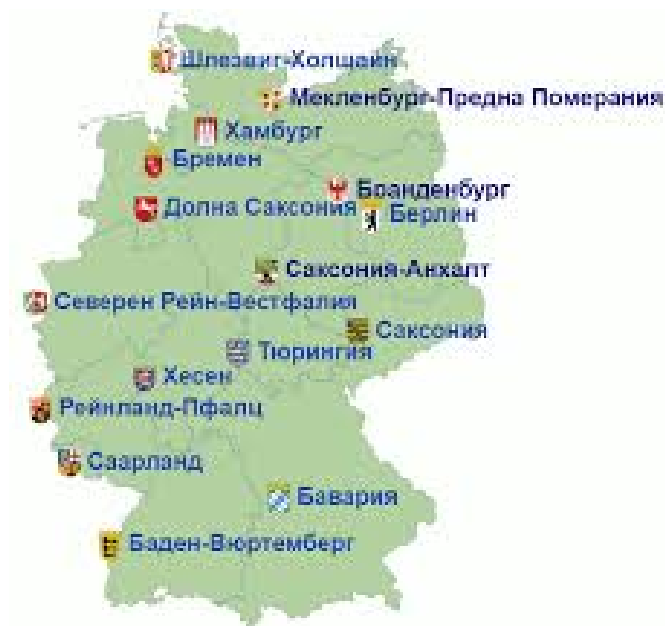 Шлезвиг-Холщайн
Мекленбург-Предна Померания
Хамбург
Бремен
Бранденбург
Долна Саксония
Берлин
Саксония-Анхалт
Северен Рейн-Вестфалия
Саксония
Тюрингия
Хесен
Рейнланд-Пфалц
Саарланд
Бавария
Баден-Вюртемберг